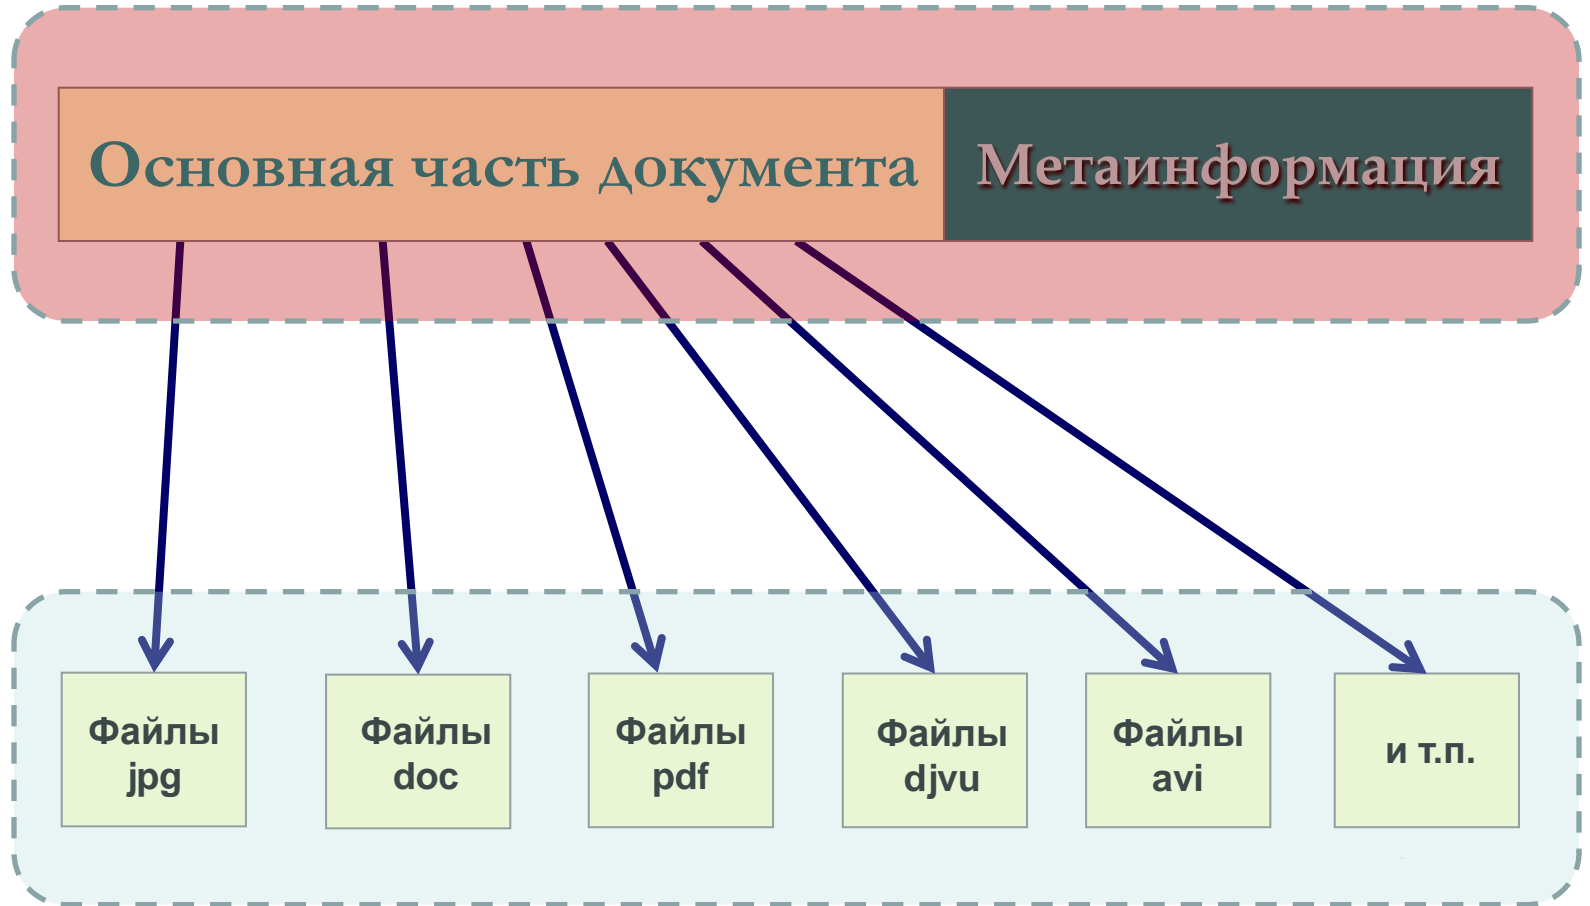 Основная часть документа
Метаинформация
Файлы
jpg
Файлы
doc
Файлы
pdf
Файлы
djvu
Файлы
avi
и т.п.